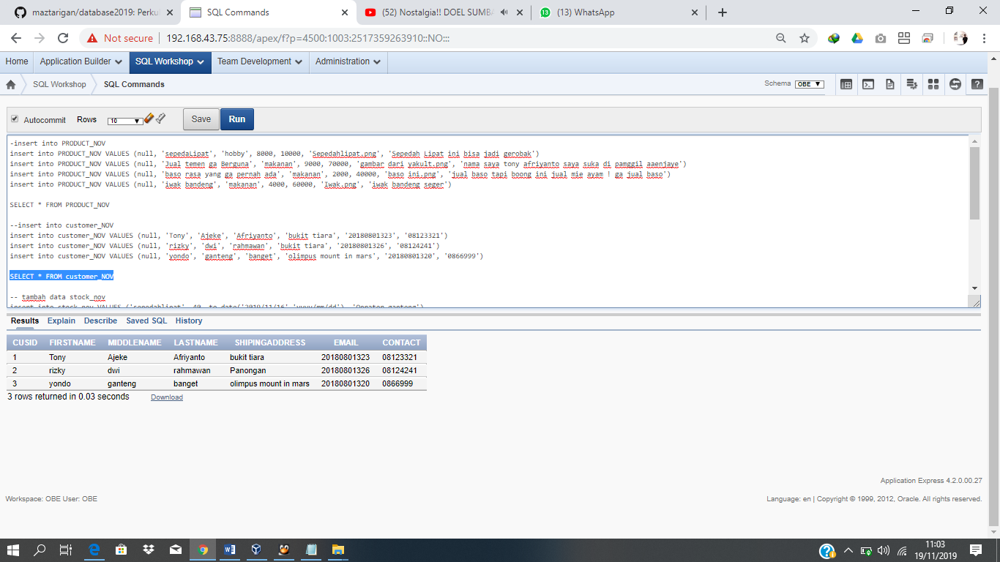 maztarigan/database2019: Perku
SQL Commands
(52) Nostalgia!! DOEL SUMBA
13
(13) WhatsApp
Not secure
192.168.43.75:8888/apex/f?p=4500:1003:2517359263910::NO:::
Home
Application Builder
SQL Workshop
Team Development
Administration
SQL Workshop
SQL Commands
Schema
OBE
Autocommit
Rows
10
Save
Run
-insert into PRODUCT_NOV
insert into PRODUCT_NOV VALUES (null, 'sepedaLipat', 'hobby', 8000, 10000, 'Sepedahlipat.png', 'Sepedah Lipat ini bisa jadi gerobak')
insert into PRODUCT_NOV VALUES (null, 'Jual temen ga Berguna', 'makanan', 9000, 70000, 'gambar dari yakult.png', 'nama saya tony afriyanto saya suka di pamggil aaenjaye')
insert into PRODUCT_NOV VALUES (null, 'baso rasa yang ga pernah ada', 'makanan', 2000, 40000, 'baso ini.png', 'jual baso tapi boong ini jual mie ayam ! ga jual baso')
insert into PRODUCT_NOV VALUES (null, 'iwak bandeng', 'makanan', 4000, 60000, 'Iwak.png', 'iwak bandeng seger')
SELECT * FROM PRODUCT_NOV
--insert into customer_NOV
insert into customer_NOV VALUES (null, 'Tony', 'Ajeke', 'Afriyanto', 'bukit tiara', '20180801323', '08123321')
insert into customer_NOV VALUES (null, 'rizky', 'dwi', 'rahmawan', 'bukit tiara', '20180801326', '08124241')
insert into customer_NOV VALUES (null, 'yondo', 'ganteng', 'banget', 'olimpus mount in mars', '20180801320', '0866999')
SELECT * FROM customer_NOV
-- tambah data stock_nov
insert into stock_nov VALUES ('sepedahlipat', 40, to_date('2019/11/16','yyyy/mm/dd'),
Results
Explain
Describe
Saved SQL
History
CUSID FIRSTNAME MIDDLENAME LASTNAME SHIPINGADDRESS EMAIL CONTACT
1 Tony Ajeke Afriyanto bukit tiara 20180801323 08123321
2 rizky dwi rahmawan Panongan 20180801326 08124241
3 yondo ganteng banget olimpus mount in mars 20180801320 0866999
3 rows returned in 0.03 seconds
Download
Application Express 4.2.0.00.27
Workspace: OBE User: OBE
Language: en | Copyright © 1999, 2012, Oracle. All rights reserved.
11:03
19/11/2019